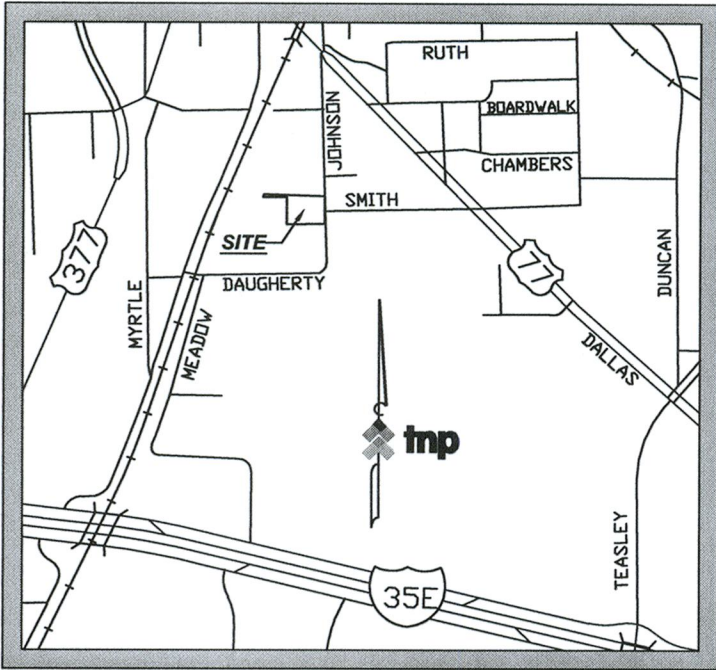 RUTH
BOARDWALK
JOHNSON
CHAMBERS
SMITH
SITE
377
77
DUNCAN
DAUGHERTY
MYRTLE
MEADOW
DALLAS
tnp
TEASLEY
35E